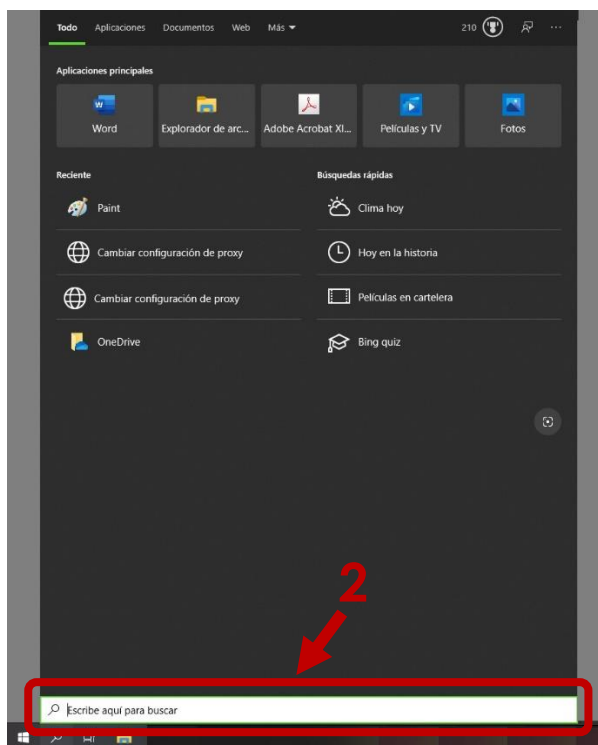 Todo Aplicaciones Documentos Web Más 210 ...
Aplicaciones principales
Word Explorador de arc... Adobe Acrobat XI... Películas y TV Fotos
Reciente Búsquedas rápidas
Paint Clima hoy
Cambiar configuración de proxy Hoy en la historia
Cambiar configuración de proxy Películas en cartelera
OneDrive Bing quiz
2
Escribe aquí para buscar